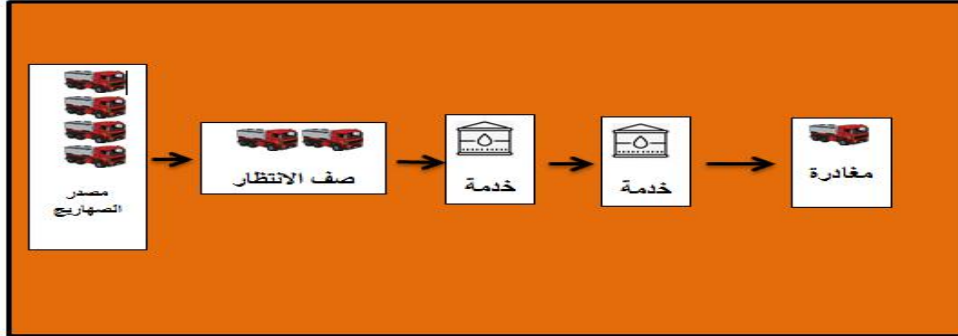 مصدر
الصهاريج
صف الانتظار
خدمة
خدمة
مغادرة